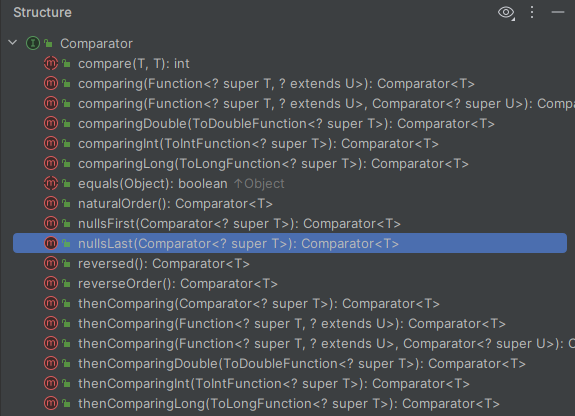 Structure
Comparator
compare(T, T): int
comparing(Function<? super T, ? extends U>): Comparator<T>
comparing(Function<? super T, ? extends U>, Comparator<? super U>): Comp
comparingDouble(ToDoubleFunction<? super T>): Comparator<T>
comparingInt(ToIntFunction<? super T>): Comparator<T>
comparingLong(ToLongFunction<? super T>): Comparator<T>
equals(Object): boolean ↑Object
naturalOrder(): Comparator<T>
nullsFirst(Comparator<? super T>): Comparator<T>
nullsLast(Comparator<? super T>): Comparator<T>
reversed(): Comparator<T>
reverseOrder(): Comparator<T>
thenComparing(Comparator<? super T>): Comparator<T>
thenComparing(Function<? super T, ? extends U>): Comparator<T>
thenComparing(Function<? super T, ? extends U>, Comparator<? super U>): C
thenComparingDouble(ToDoubleFunction<? super T>): Comparator<T>
thenComparingInt(ToIntFunction<? super T>): Comparator<T>
thenComparingLong(ToLongFunction<? super T>): Comparator<T>